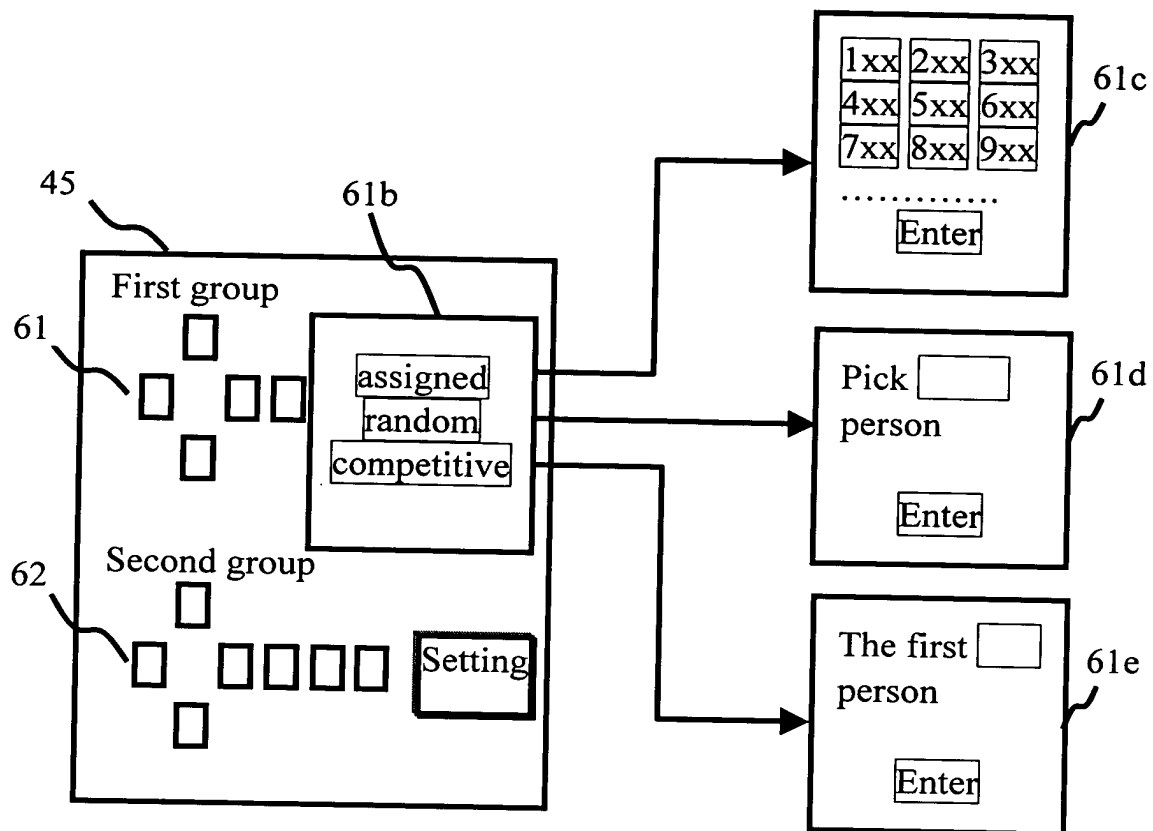 45
First group
61
61b
assigned
random
competitive
Second group
62
Setting
1xx 2xx 3xx
4xx 5xx 6xx
7xx 8xx 9xx
.............
Enter
61c
Pick
person
Enter
61d
The first
person
Enter
61e